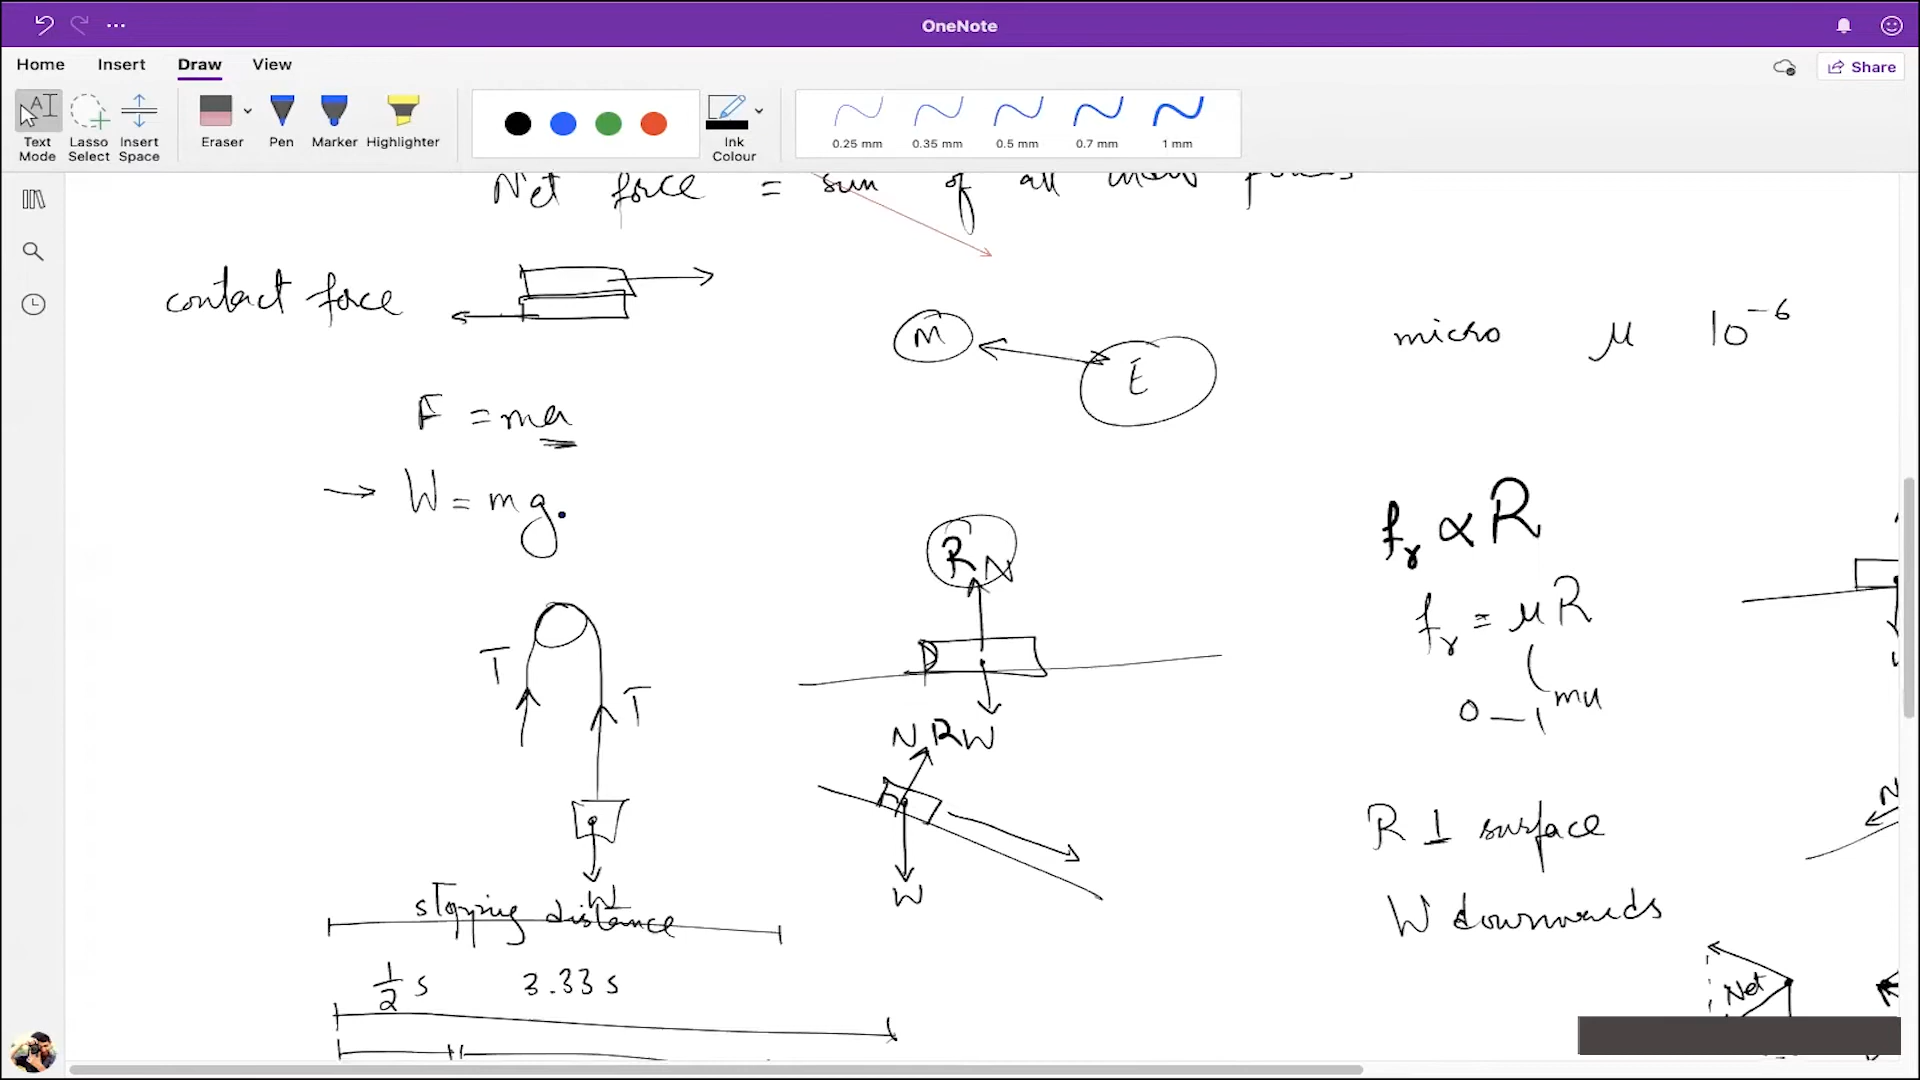 OneNote
Home Insert Draw View
Share
Text Mode
Lasso Select
Insert Space
Eraser
Pen
Marker
Highlighter
Ink Colour
0.25 mm
0.35 mm
0.5 mm
0.7 mm
1 mm
Net force = sum of all
contact force
M
E
micro μ 10⁻⁶
F = ma
→ W = mg.
R N
fr ∝ R
fr = μR
mu
0 — 1
T T
W
N R W
W
R ⊥ surface
W downwards
stopping distance
1/2 s 3.33 s
N
Net